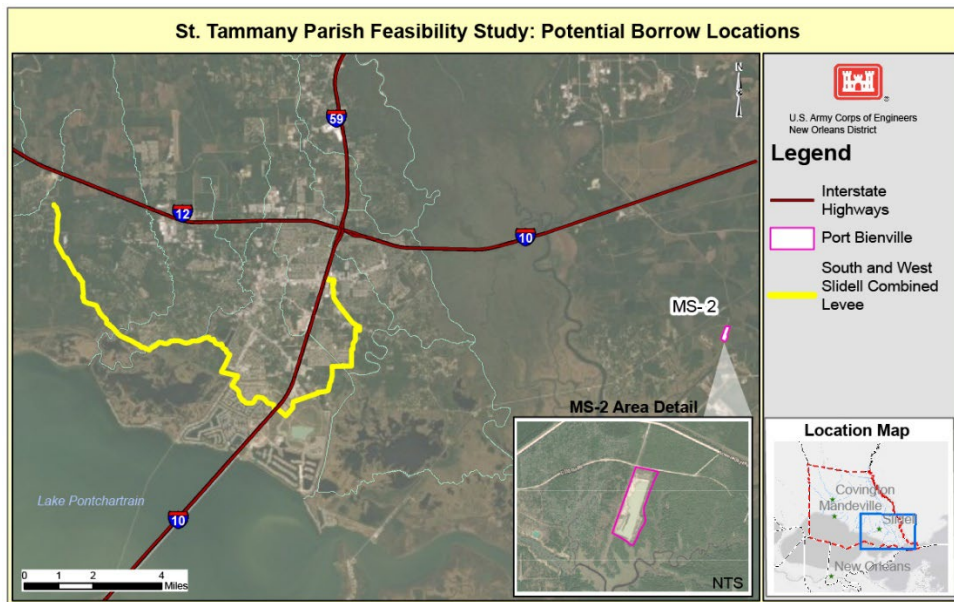 St. Tammany Parish Feasibility Study: Potential Borrow Locations
N
59
12
10
MS-2
MS-2 Area Detail
NTS
Lake Pontchartrain
10
0 1 2 4
Miles
U.S. Army Corps of Engineers
New Orleans District
Legend
Interstate
Highways
Port Bienville
South and West
Slidell Combined
Levee
Location Map
Covington
Mandeville
Slidell
New Orleans